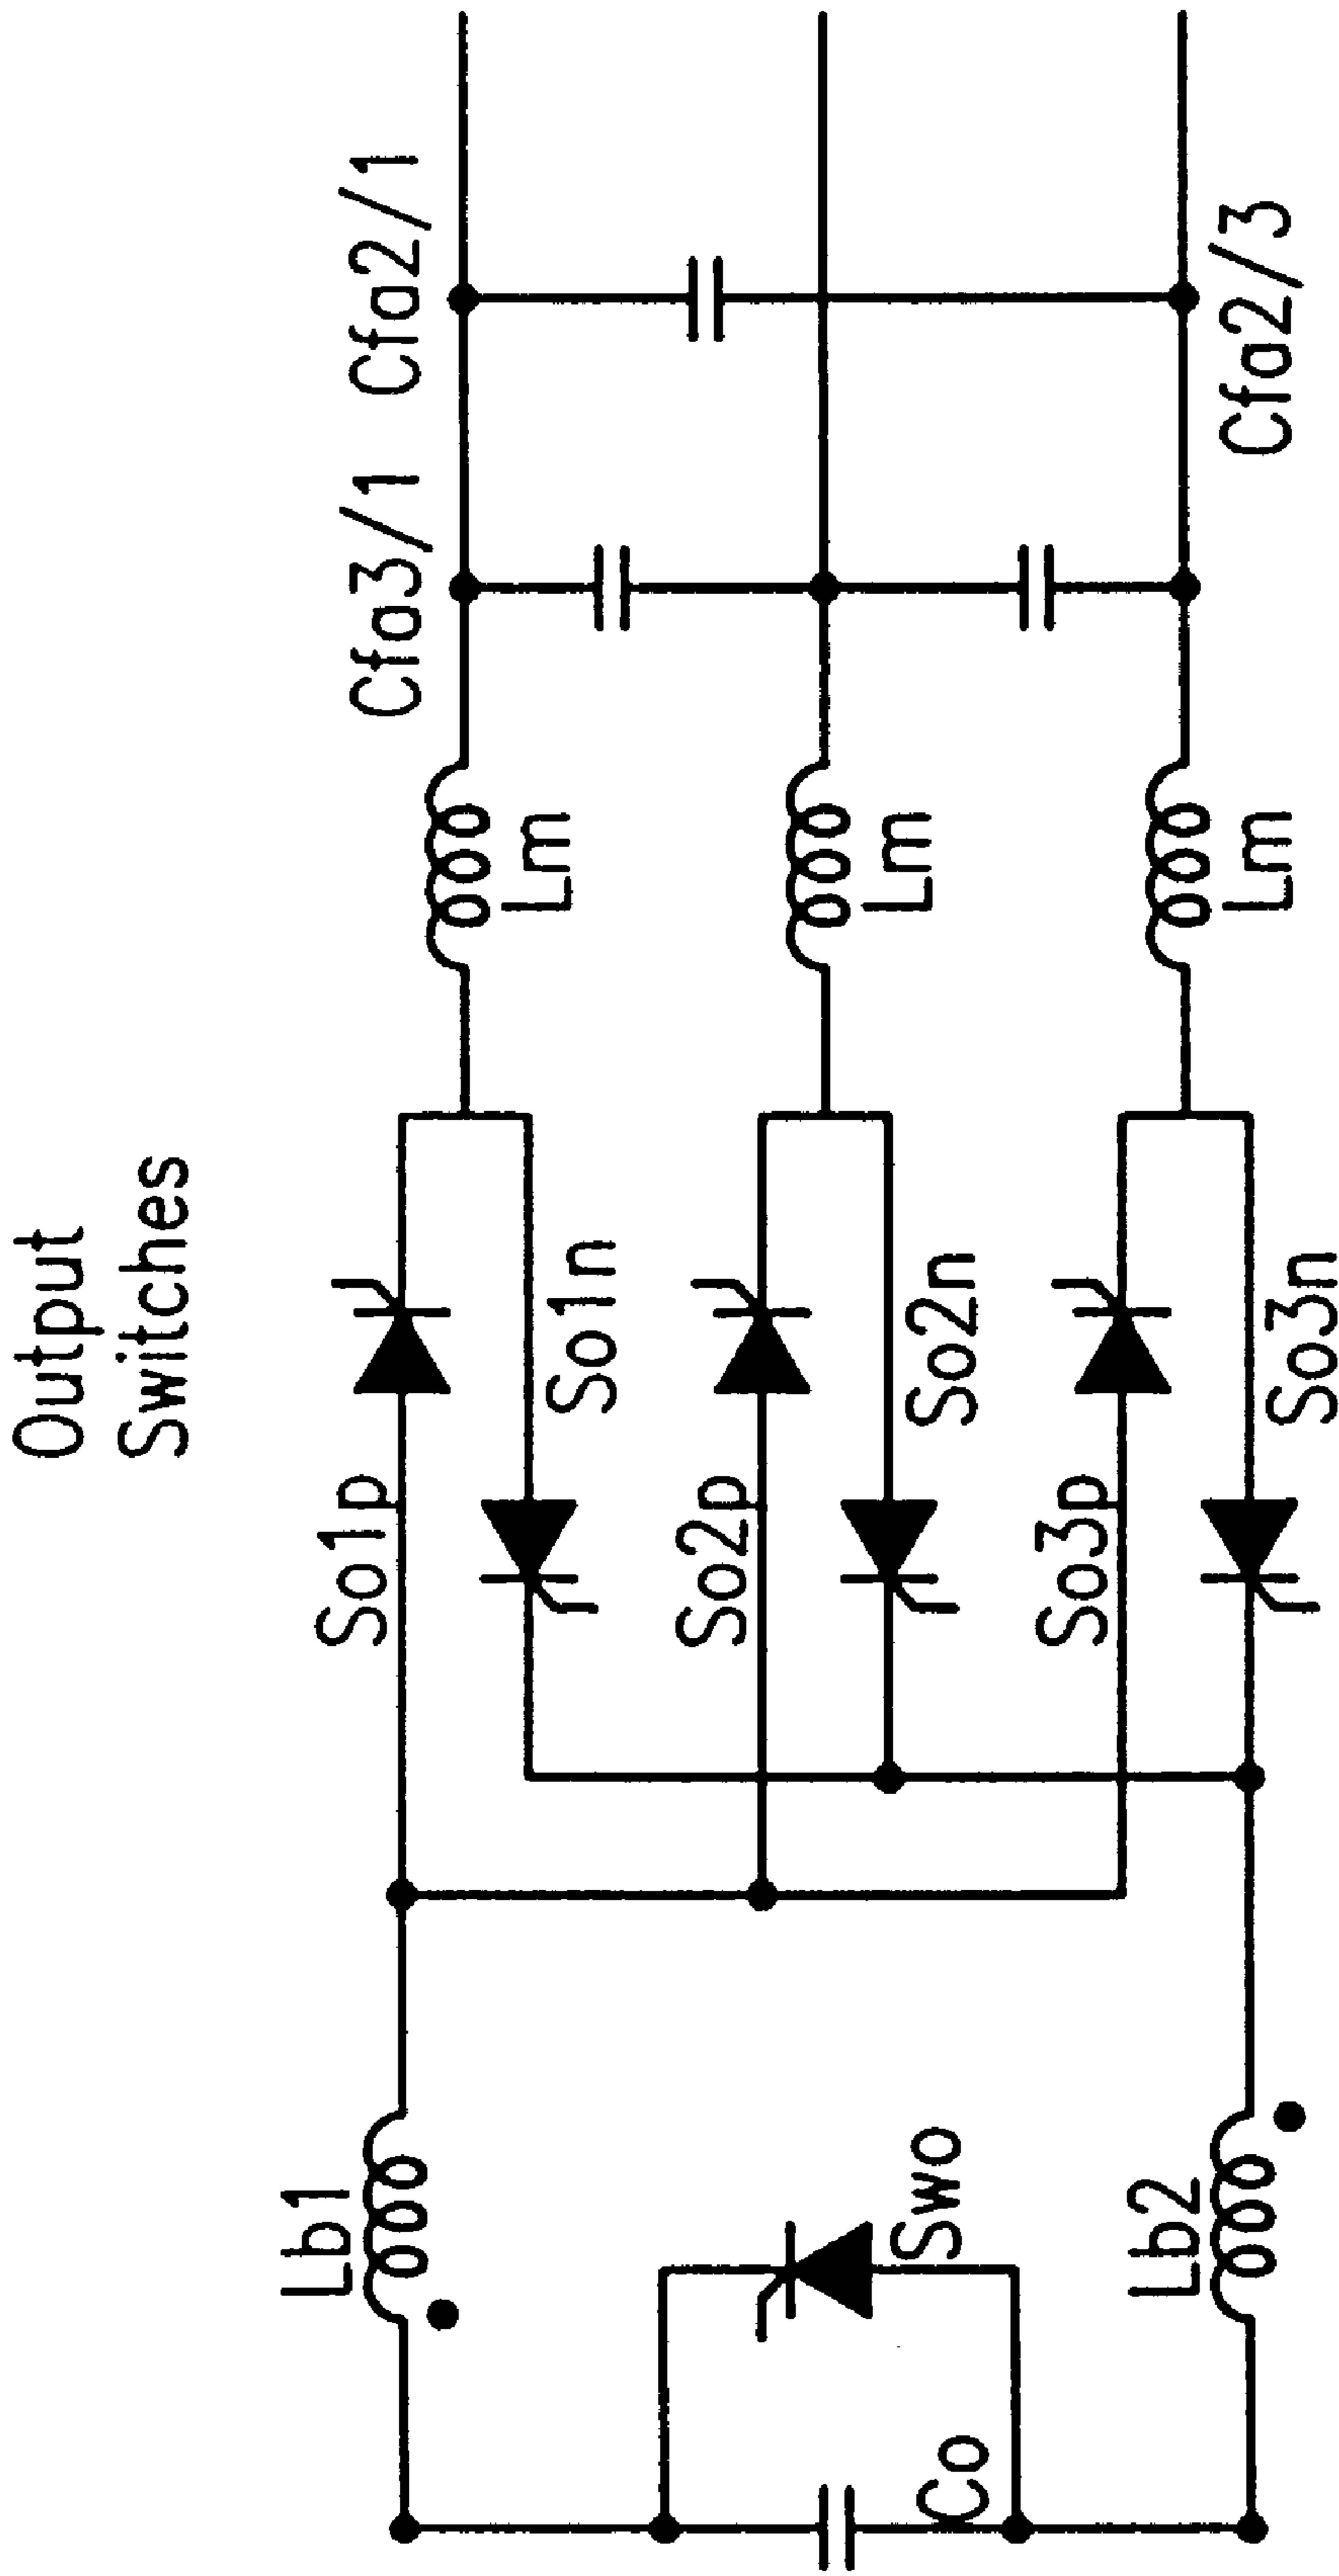 Output
Switches
Lb1
So1p
So1n
Lm
Cfa3/1
Cfa2/1
Swo
So2p
So2n
Lm
Co
Lb2
So3p
So3n
Lm
Cfa2/3